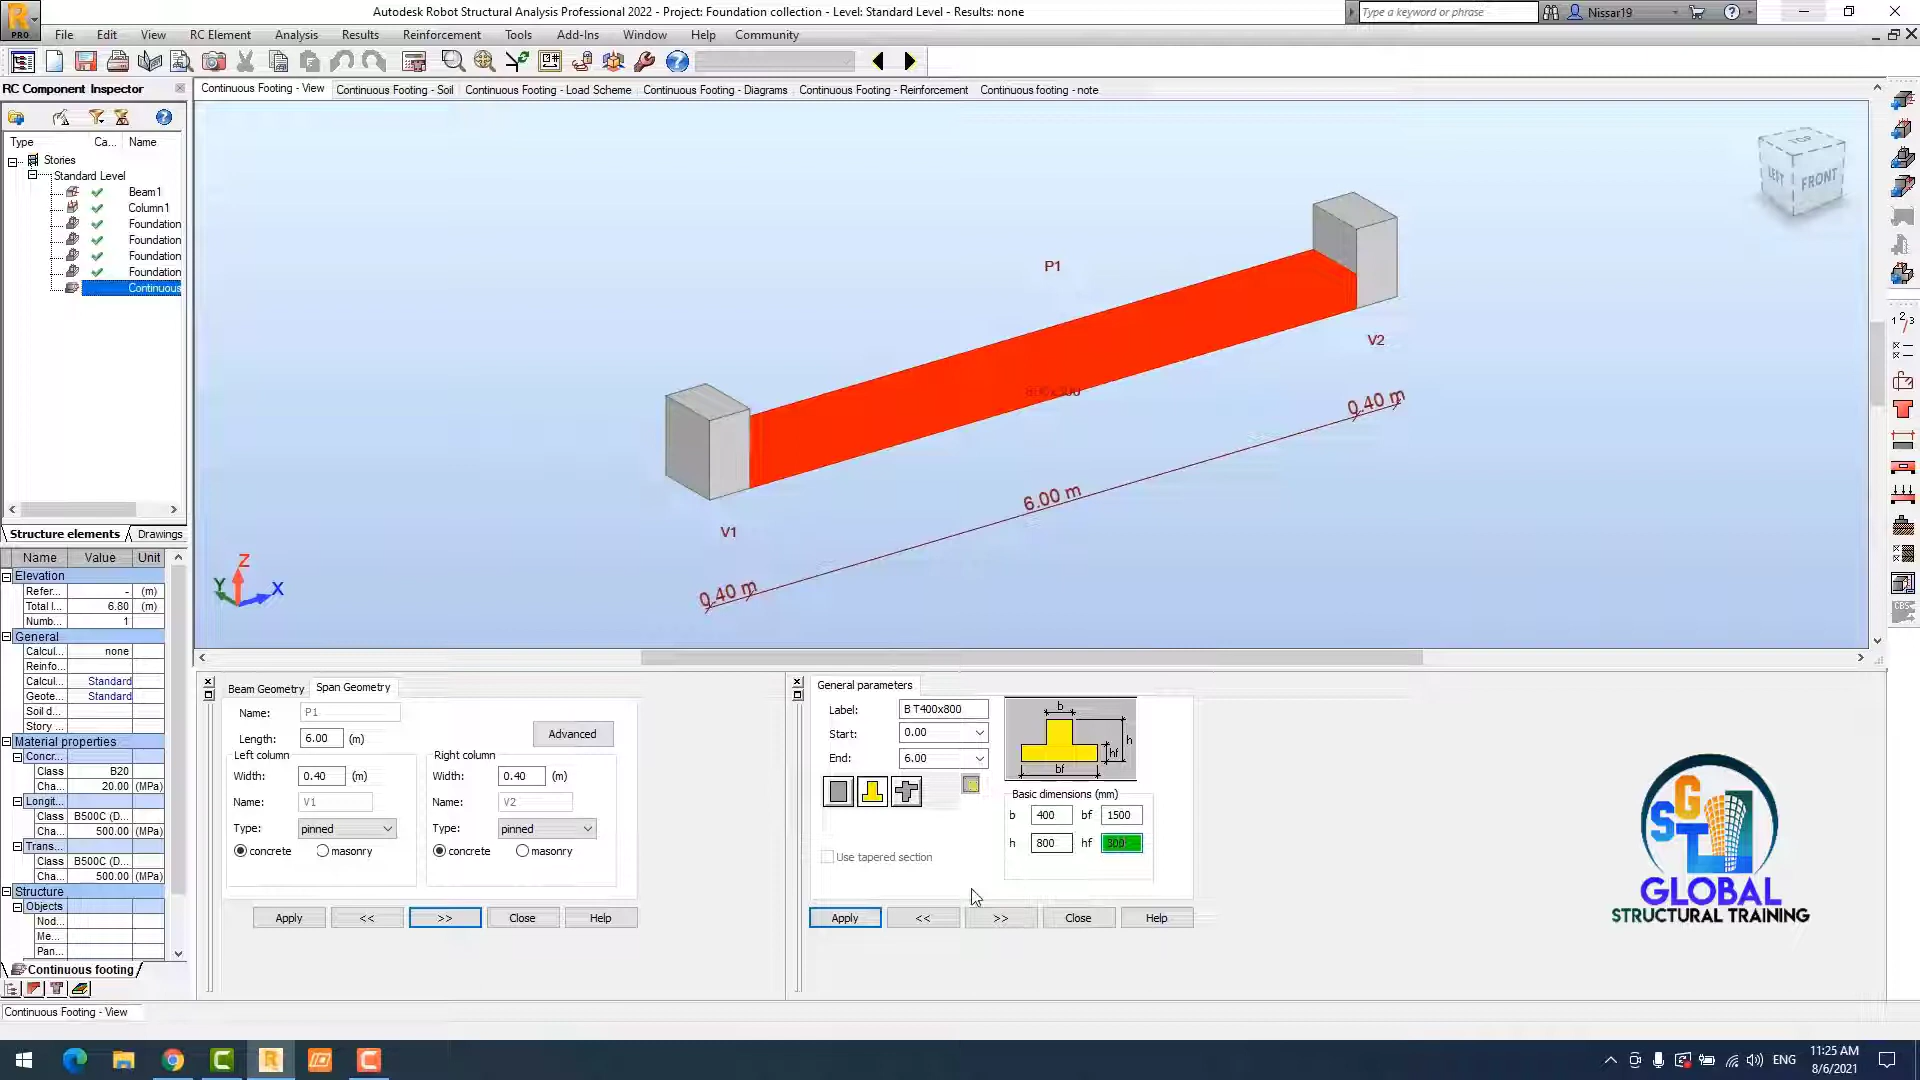 PRO
Autodesk Robot Structural Analysis Professional 2022 - Project: Foundation collection - Level: Standard Level - Results: none
Type a keyword or phrase
Nissar19
File Edit View RC Element Analysis Results Reinforcement Tools Add-Ins Window Help Community
RC Component Inspector
Continuous Footing - View
Continuous Footing - Soil
Continuous Footing - Load Scheme
Continuous Footing - Diagrams
Continuous Footing - Reinforcement
Continuous footing - note
Type Ca... Name
Stories
Standard Level
Beam1
Column1
Foundation
Foundation
Foundation
Foundation
Continuous
TOP
LEFT
FRONT
P1
V2
V1
0.40 m
6.00 m
0.40 m
Z
Y
X
Structure elements
Drawings
Name Value Unit
Elevation
Refer... - (m)
Total l... 6.80 (m)
Numb... 1
General
Calcul... none
Reinfo...
Calcul... Standard
Geote... Standard
Soil d...
Story ...
Material properties
Concr...
Class B20
Cha... 20.00 (MPa)
Longit...
Class B500C (D...
Cha... 500.00 (MPa)
Trans...
Class B500C (D...
Cha... 500.00 (MPa)
Structure
Objects
Nod...
Me...
Pan...
Continuous footing
Continuous Footing - View
Beam Geometry
Span Geometry
Name: P1
Length: 6.00 (m)
Advanced
Left column
Width: 0.40 (m)
Name: V1
Type: pinned
concrete masonry
Right column
Width: 0.40 (m)
Name: V2
Type: pinned
concrete masonry
Apply << >> Close Help
General parameters
Label: B T400x800
Start: 0.00
End: 6.00
b
h
hf
bf
Basic dimensions (mm)
b 400 bf 1500
h 800 hf 300
Use tapered section
Apply << >> Close Help
SGT
GLOBAL
STRUCTURAL TRAINING
ENG
11:25 AM
8/6/2021